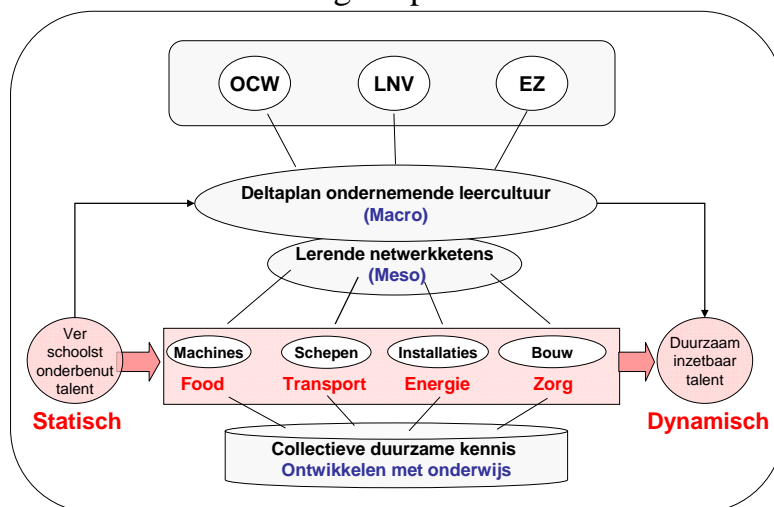 OCW LNV EZ
Deltaplan ondernemende leercultuur
(Macro)
Lerende netwerkketens
(Meso)
Ver
schoolst
onderbenut
talent
Statisch
Machines Schepen Installaties Bouw
Food Transport Energie Zorg
Duurzaam
inzetbaar
talent
Dynamisch
Collectieve duurzame kennis
Ontwikkelen met onderwijs